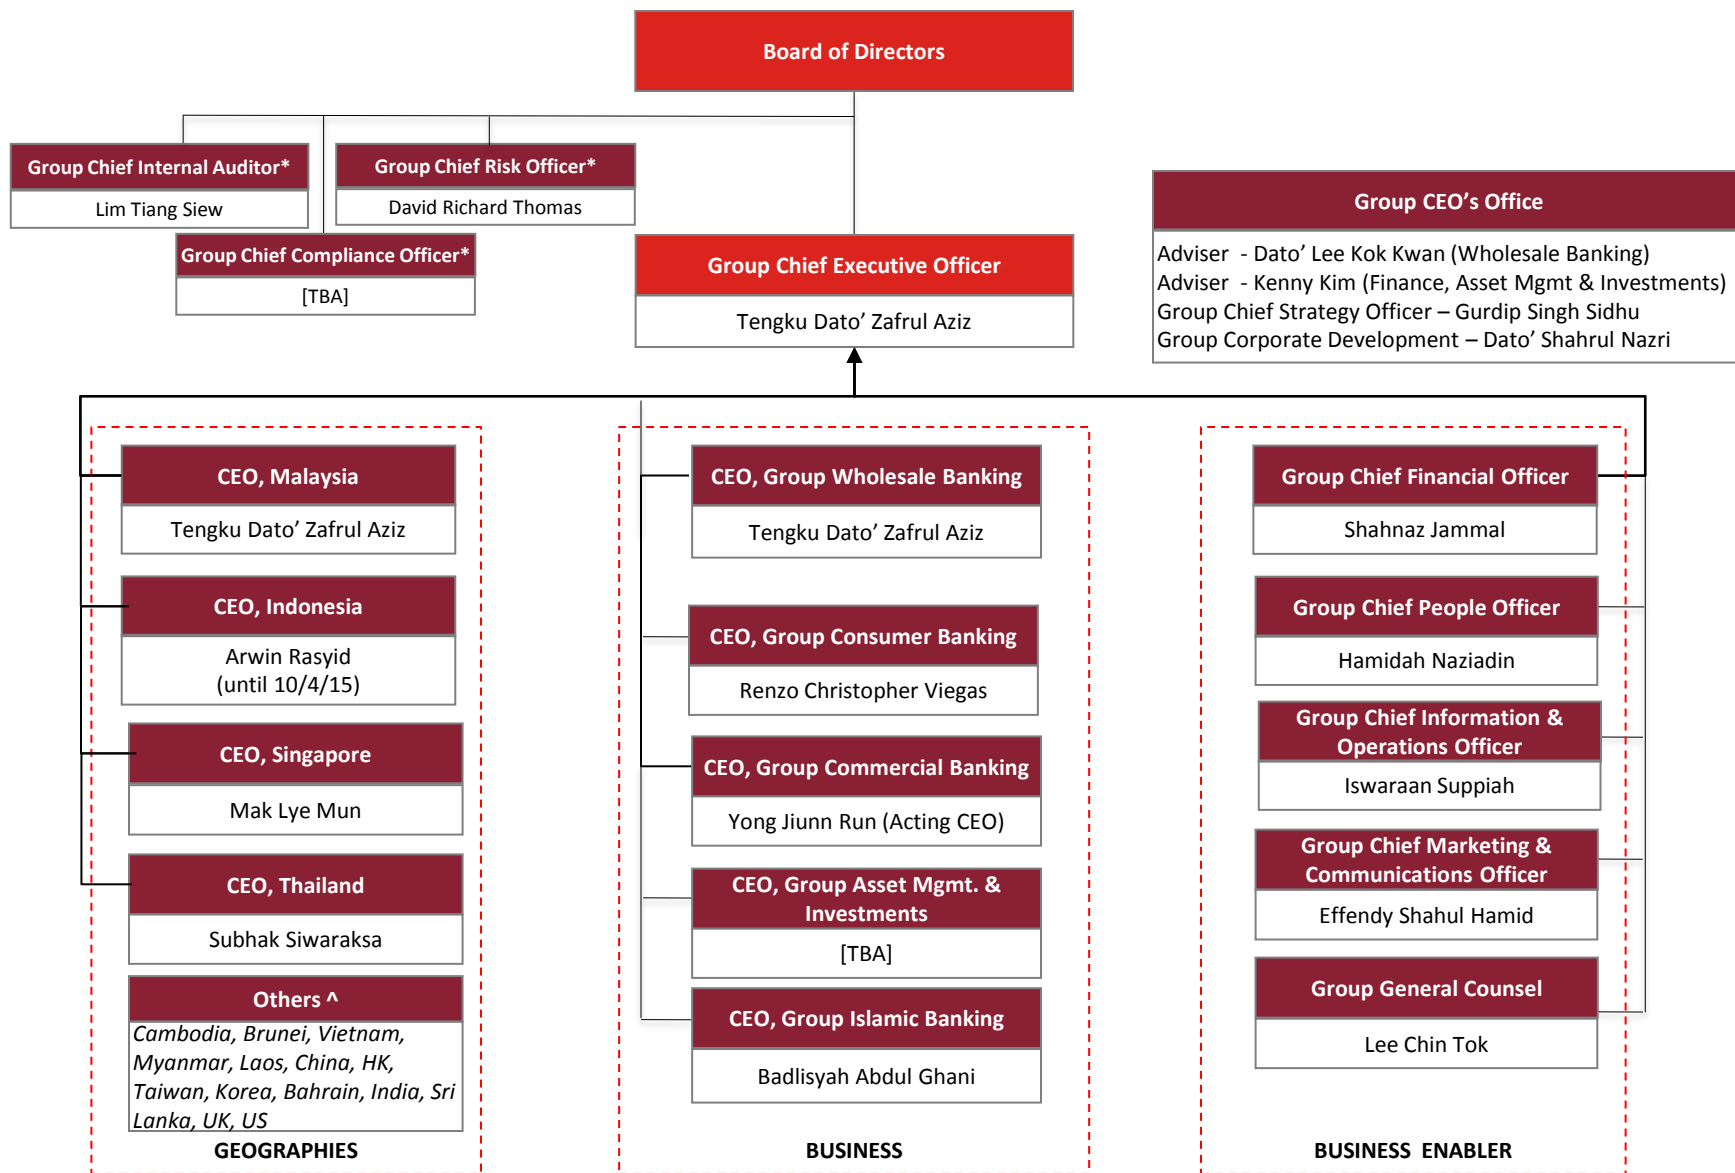 Board of Directors
Group Chief Internal Auditor*
Lim Tiang Siew
Group Chief Risk Officer*
David Richard Thomas
Group Chief Compliance Officer*
[TBA]
Group Chief Executive Officer
Tengku Dato’ Zafrul Aziz
Group CEO’s Office
Adviser - Dato’ Lee Kok Kwan (Wholesale Banking)
Adviser - Kenny Kim (Finance, Asset Mgmt & Investments)
Group Chief Strategy Officer – Gurdip Singh Sidhu
Group Corporate Development – Dato’ Shahrul Nazri
CEO, Malaysia
Tengku Dato’ Zafrul Aziz
CEO, Indonesia
Arwin Rasyid
(until 10/4/15)
CEO, Singapore
Mak Lye Mun
CEO, Thailand
Subhak Siwaraksa
Others ^
Cambodia, Brunei, Vietnam,
Myanmar, Laos, China, HK,
Taiwan, Korea, Bahrain, India, Sri
Lanka, UK, US
GEOGRAPHIES
CEO, Group Wholesale Banking
Tengku Dato’ Zafrul Aziz
CEO, Group Consumer Banking
Renzo Christopher Viegas
CEO, Group Commercial Banking
Yong Jiunn Run (Acting CEO)
CEO, Group Asset Mgmt. &
Investments
[TBA]
CEO, Group Islamic Banking
Badlisyah Abdul Ghani
BUSINESS
Group Chief Financial Officer
Shahnaz Jammal
Group Chief People Officer
Hamidah Naziadin
Group Chief Information &
Operations Officer
Iswaraan Suppiah
Group Chief Marketing &
Communications Officer
Effendy Shahul Hamid
Group General Counsel
Lee Chin Tok
BUSINESS ENABLER